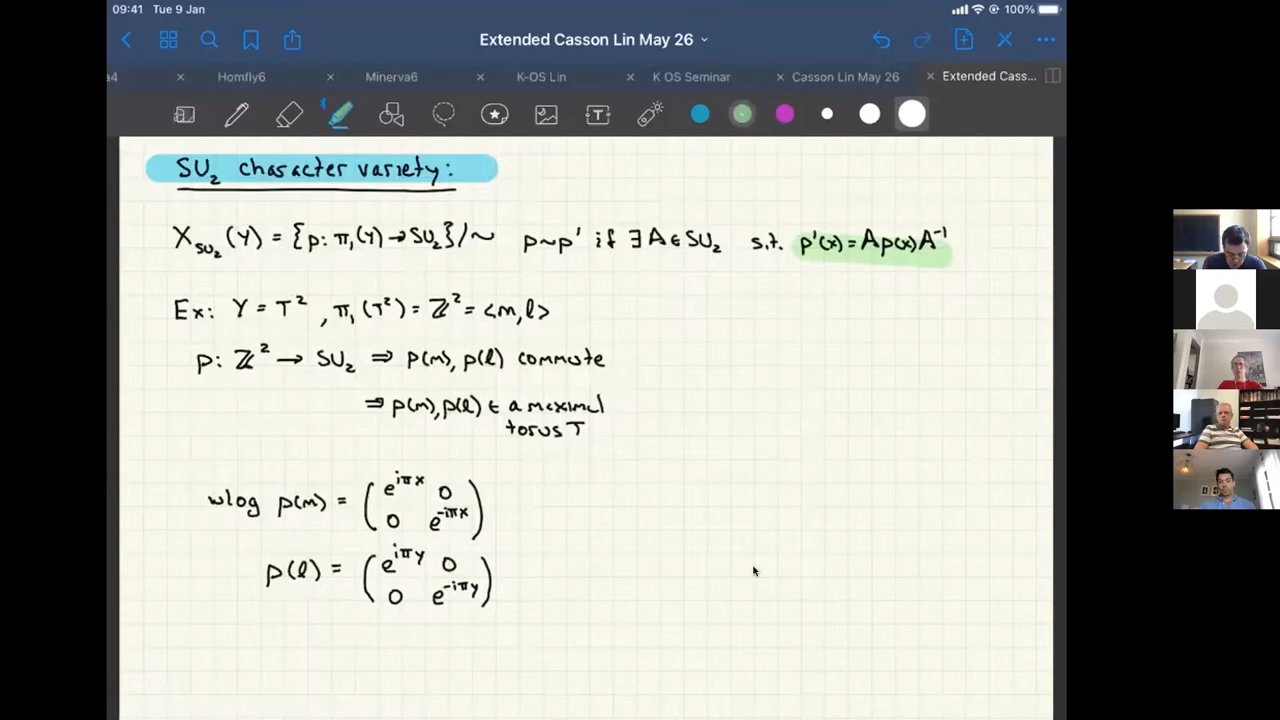 09:41 Tue 9 Jan
100%
Extended Casson Lin May 26
a4
Homfly6
Minerva6
K-OS Lin
K OS Seminar
Casson Lin May 26
Extended Cass...
SU₂ character variety:
X_{SU₂}(Y) = {ρ: π₁(Y) → SU₂}/∼ ρ∼ρ' if ∃A∈SU₂ s.t. ρ'(x) = Aρ(x)A⁻¹
Ex: Y = T², π₁(T²) = ℤ² = <m,l>
ρ: ℤ² → SU₂ ⇒ ρ(m), ρ(l) commute
⇒ ρ(m), ρ(l) ∈ a maximal
torus T
wlog ρ(m) = ( e^{iπx} 0
0 e^{-iπx} )
ρ(l) = ( e^{iπy} 0
0 e^{-iπy} )